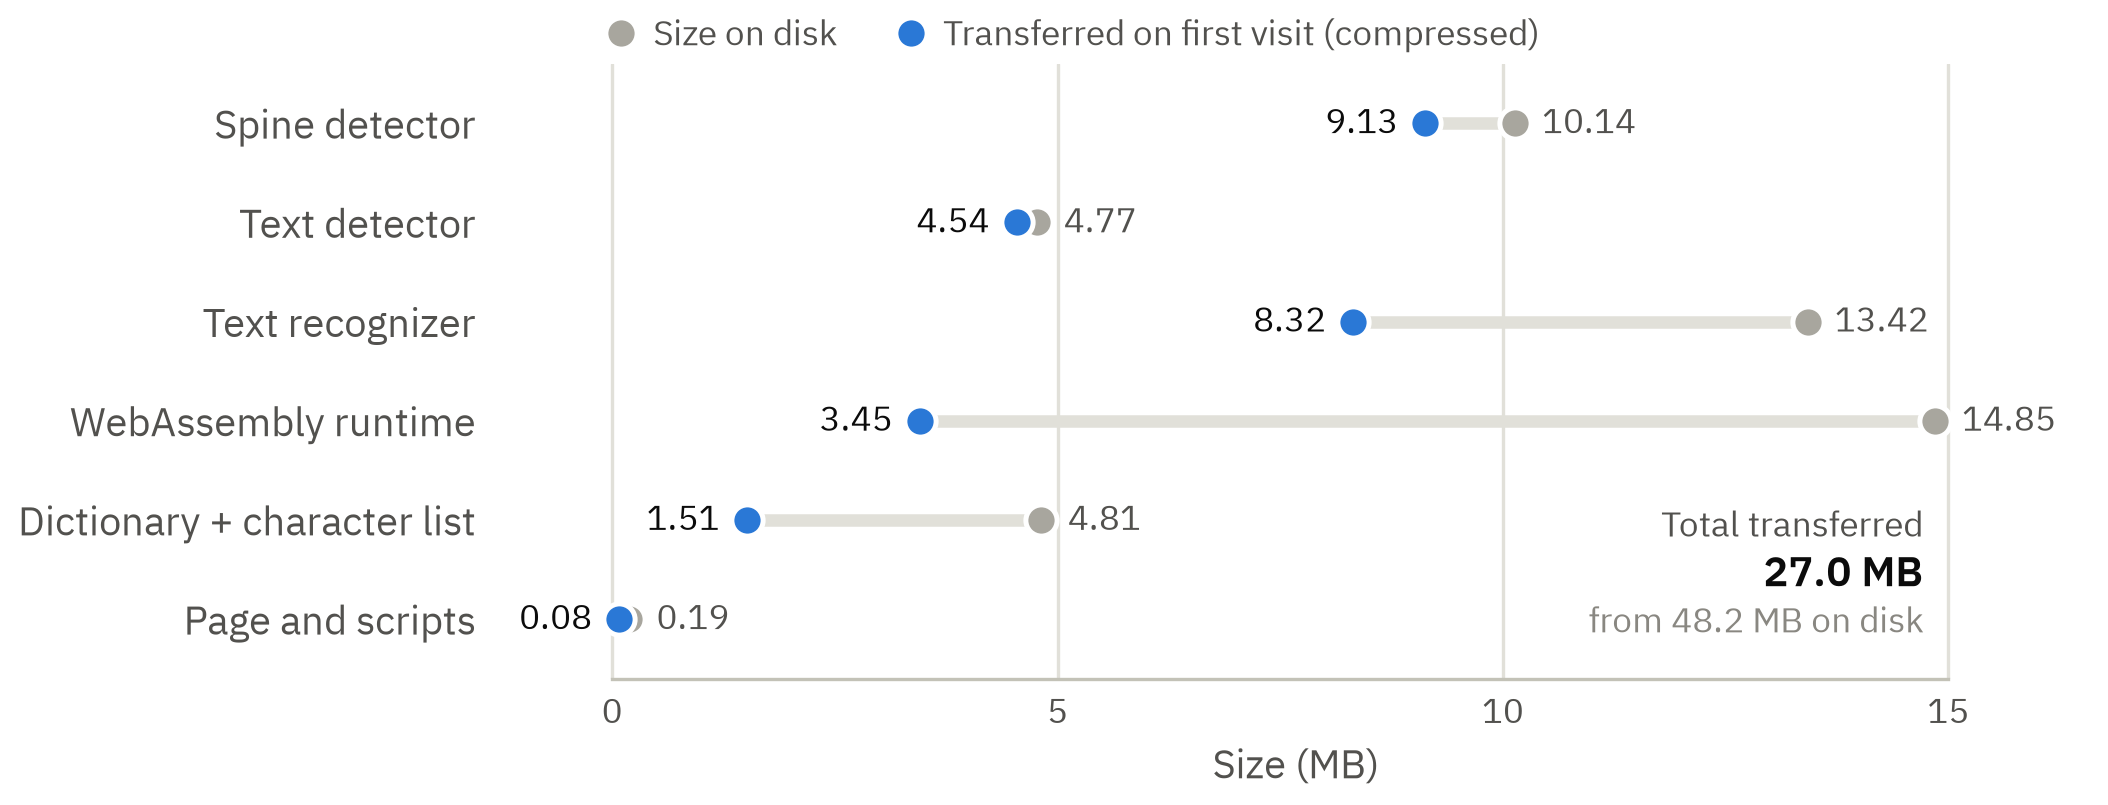 Size on disk Transferred on first visit (compressed)
Spine detector 9.13 10.14
Text detector 4.54 4.77
Text recognizer 8.32 13.42
WebAssembly runtime 3.45 14.85
Dictionary + character list 1.51 4.81
Total transferred
27.0 MB
from 48.2 MB on disk
Page and scripts 0.08 0.19
0 5 10 15
Size (MB)